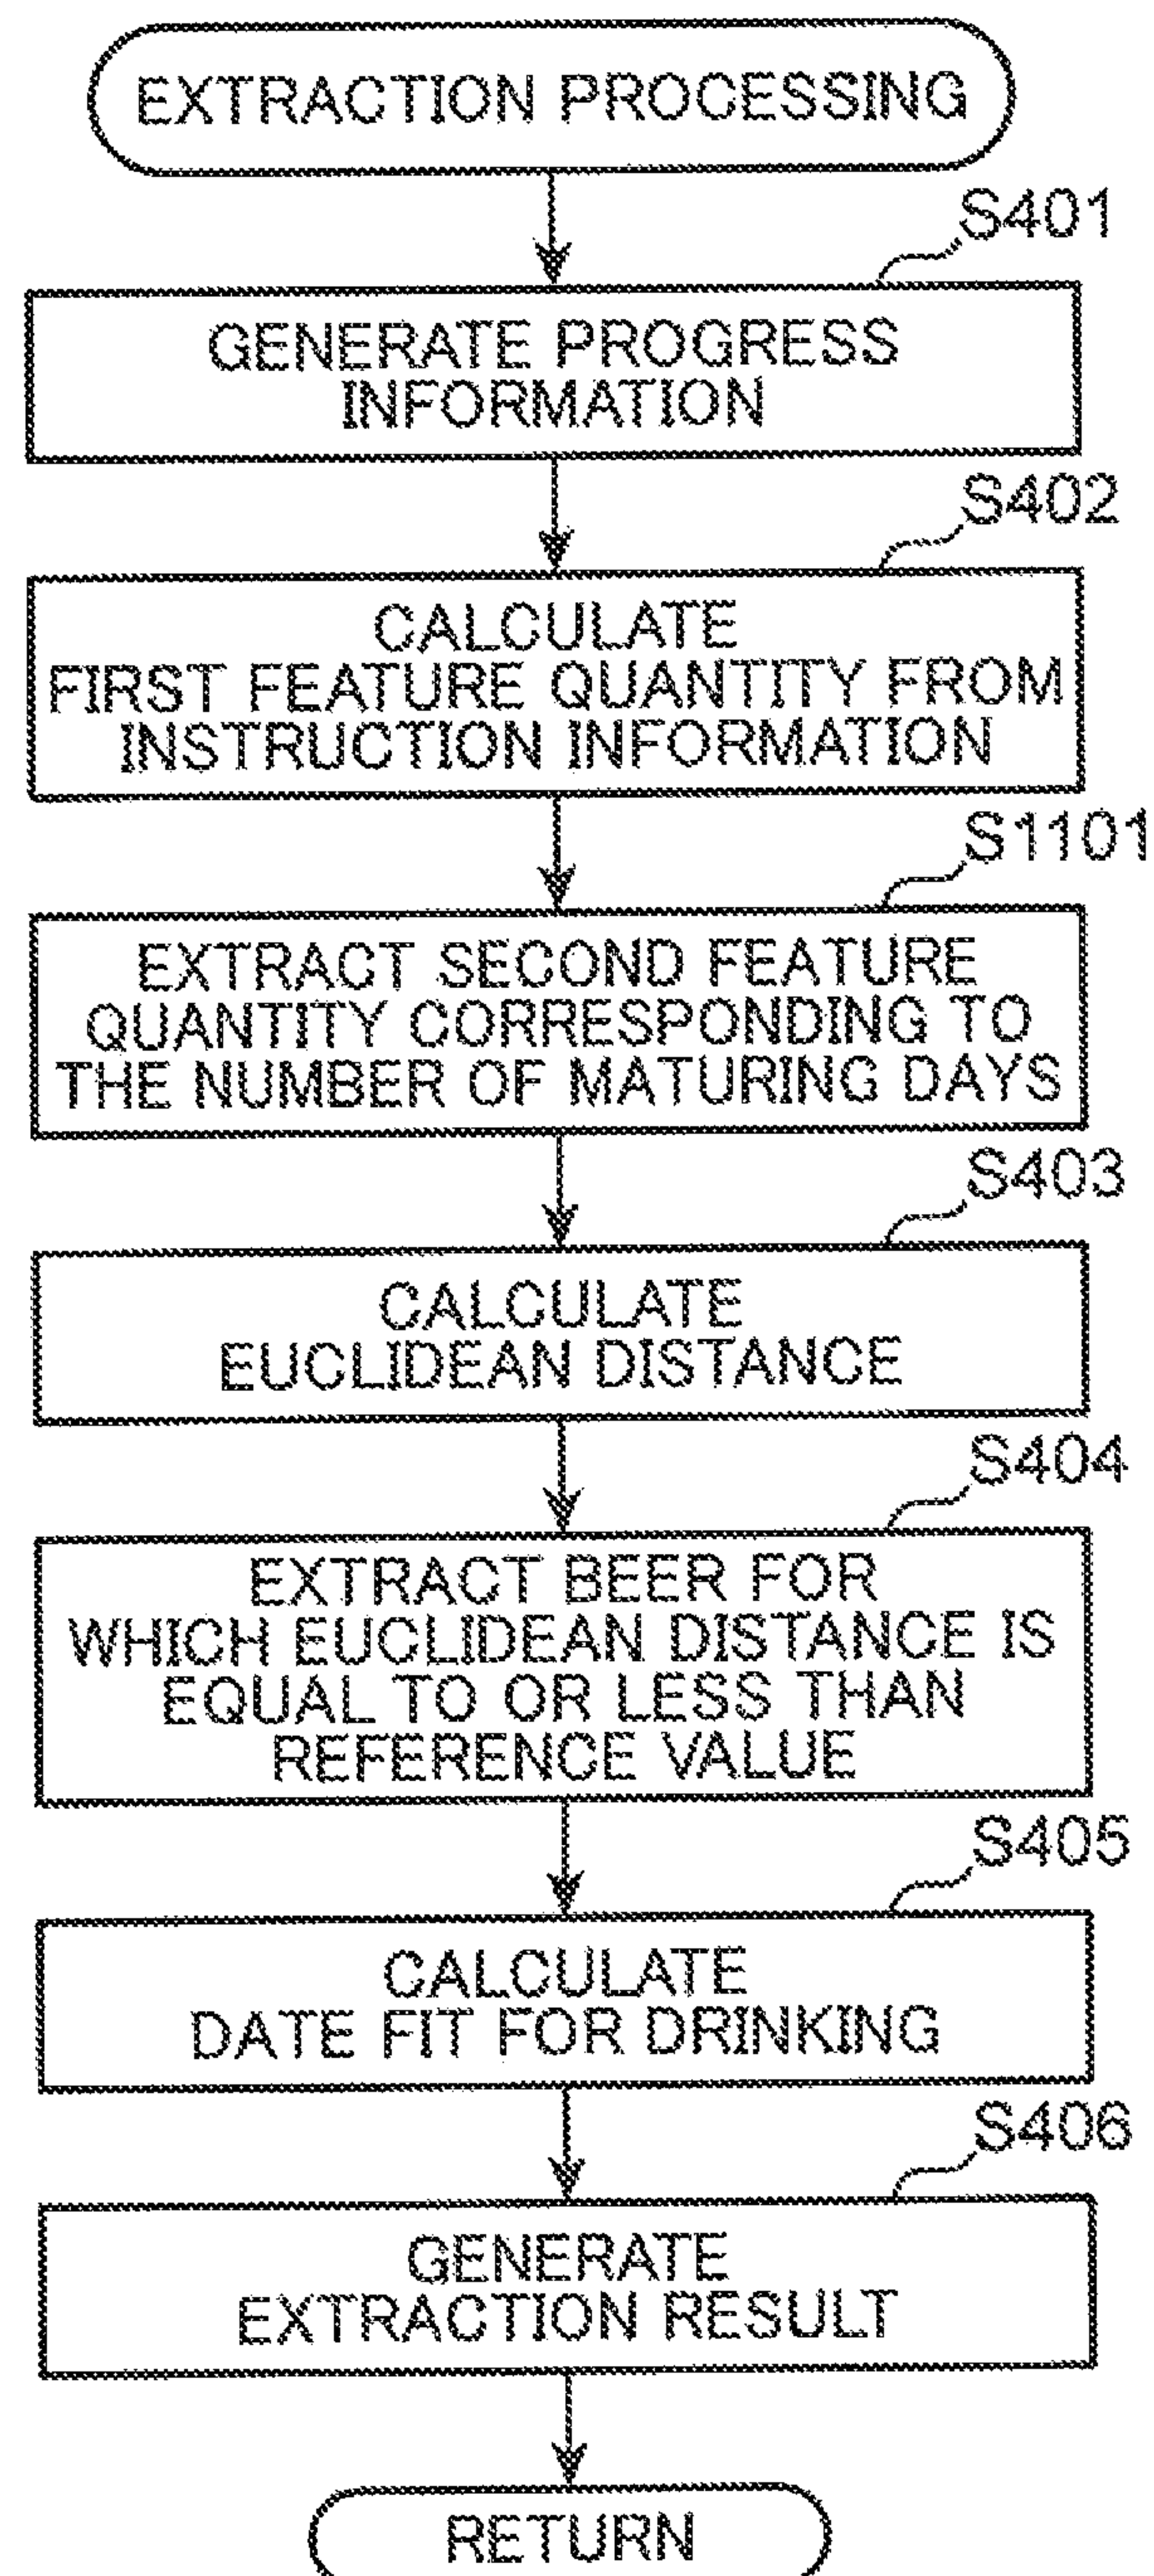 EXTRACTION PROCESSING
S401
GENERATE PROGRESS
INFORMATION
S402
CALCULATE
FIRST FEATURE QUANTITY FROM
INSTRUCTION INFORMATION
S1101
EXTRACT SECOND FEATURE
QUANTITY CORRESPONDING TO
THE NUMBER OF MATURING DAYS
S403
CALCULATE
EUCLIDEAN DISTANCE
S404
EXTRACT BEER FOR
WHICH EUCLIDEAN DISTANCE IS
EQUAL TO OR LESS THAN
REFERENCE VALUE
S405
CALCULATE
DATE FIT FOR DRINKING
S406
GENERATE
EXTRACTION RESULT
RETURN